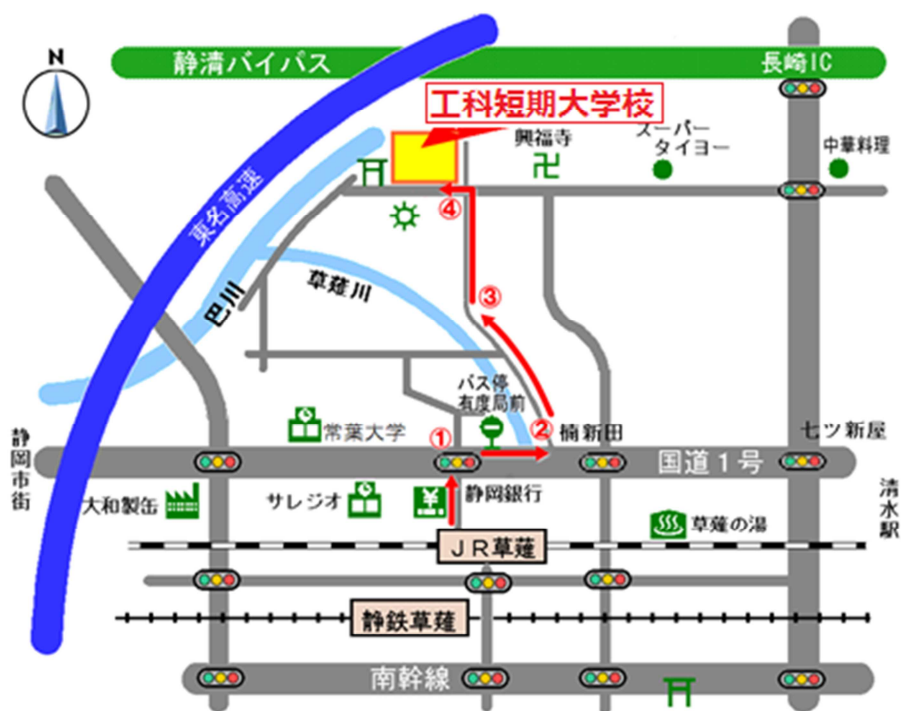 N
静清バイパス
長崎IC
工科短期大学校
興福寺
スーパー
タイヨー
中華料理
卍
東名高速
④
巴川
草薙川
③
バス停
有度局前
②
①
常葉大学
楠新田
七ツ新屋
静岡市街
国道1号
大和製缶
サレジオ
¥
静岡銀行
草薙の湯
清水駅
JR草薙
静鉄草薙
南幹線